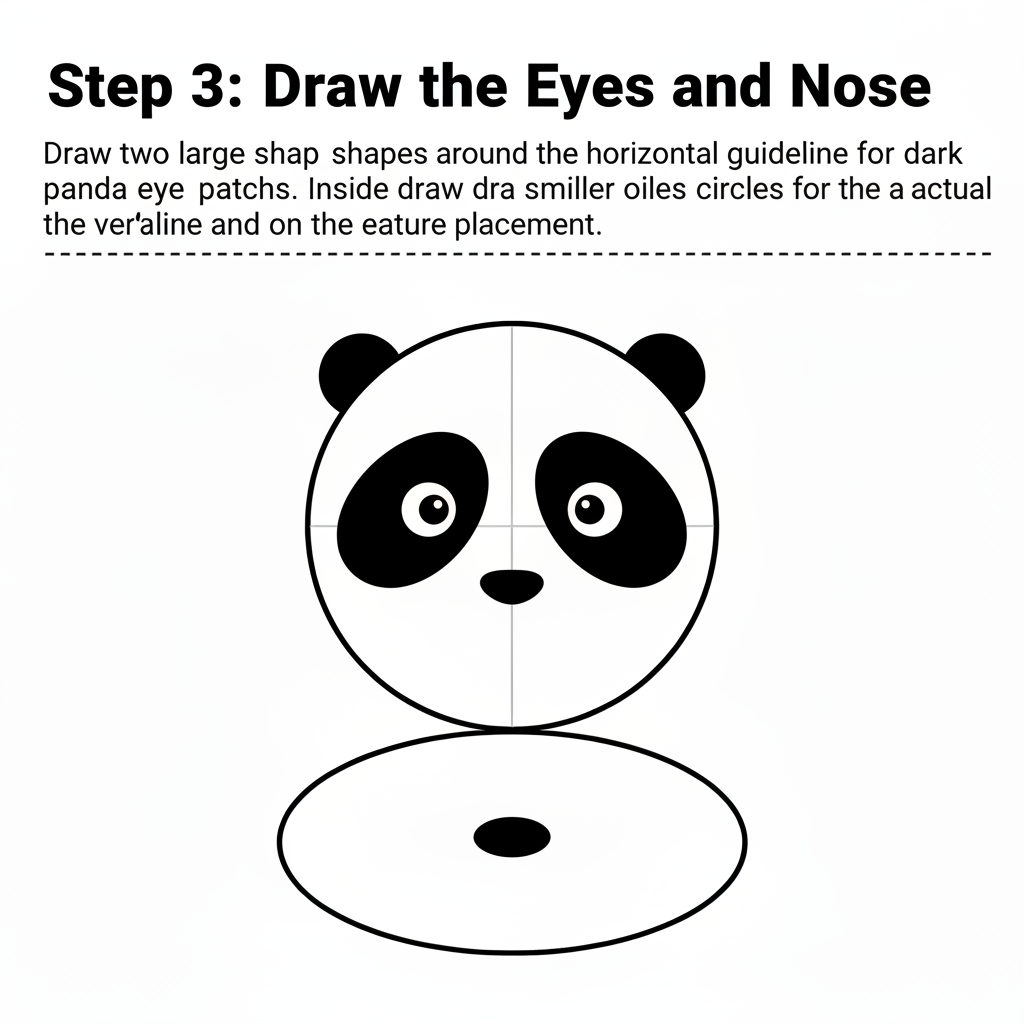 Step 3: Draw the Eyes and Nose
Draw two large shap shapes around the horizontal guideline for dark
panda eye patchs. Inside draw dra smiller oiles circles for the a actual
the ver'aline and on the eature placement.